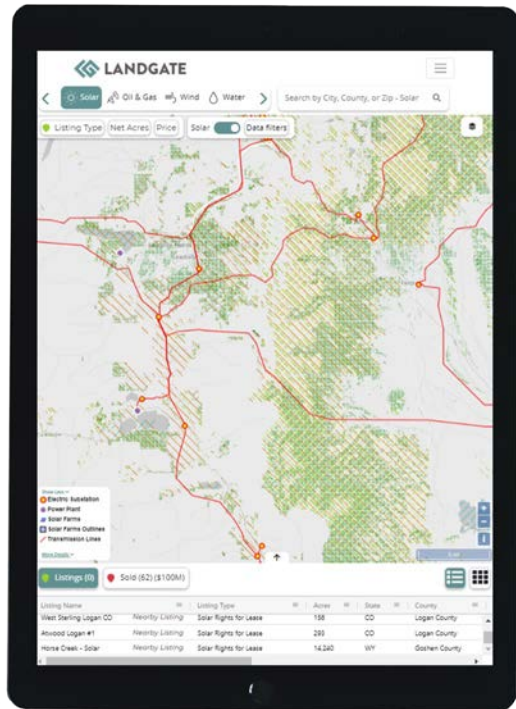 LANDGATE
Solar Oil & Gas Wind Water Search by City, County, or Zip - Solar
Listing Type Net Acres Price Solar Data filters
Electric Substation
Power Plant
Solar Farms
Solar Farms Outlines
Transmission Lines
More Details
Listings (0) Sold (62) ($100M)
Listing Name Listing Type Acres State County
West Sterling Logan CO Nearby Listing Solar Rights for Lease 158 CO Logan County
Atwood Logan #1 Nearby Listing Solar Rights for Lease 293 CO Logan County
Horse Creek - Solar Nearby Listing Solar Rights for Lease 14,240 WY Goshen County